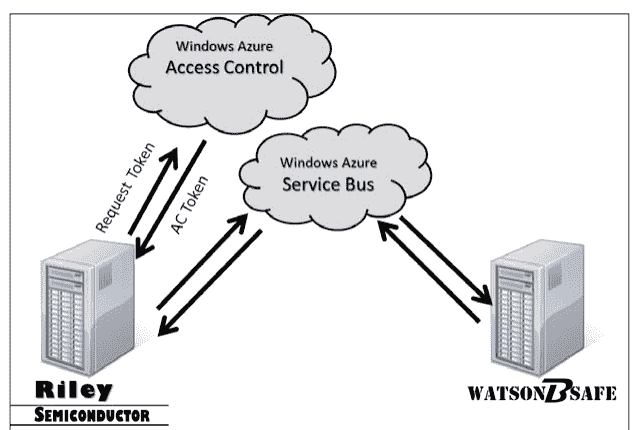 Windows Azure
Access Control
Request Token
AC Token
Windows Azure
Service Bus
Riley
SEMICONDUCTOR
WATSONBSAFE